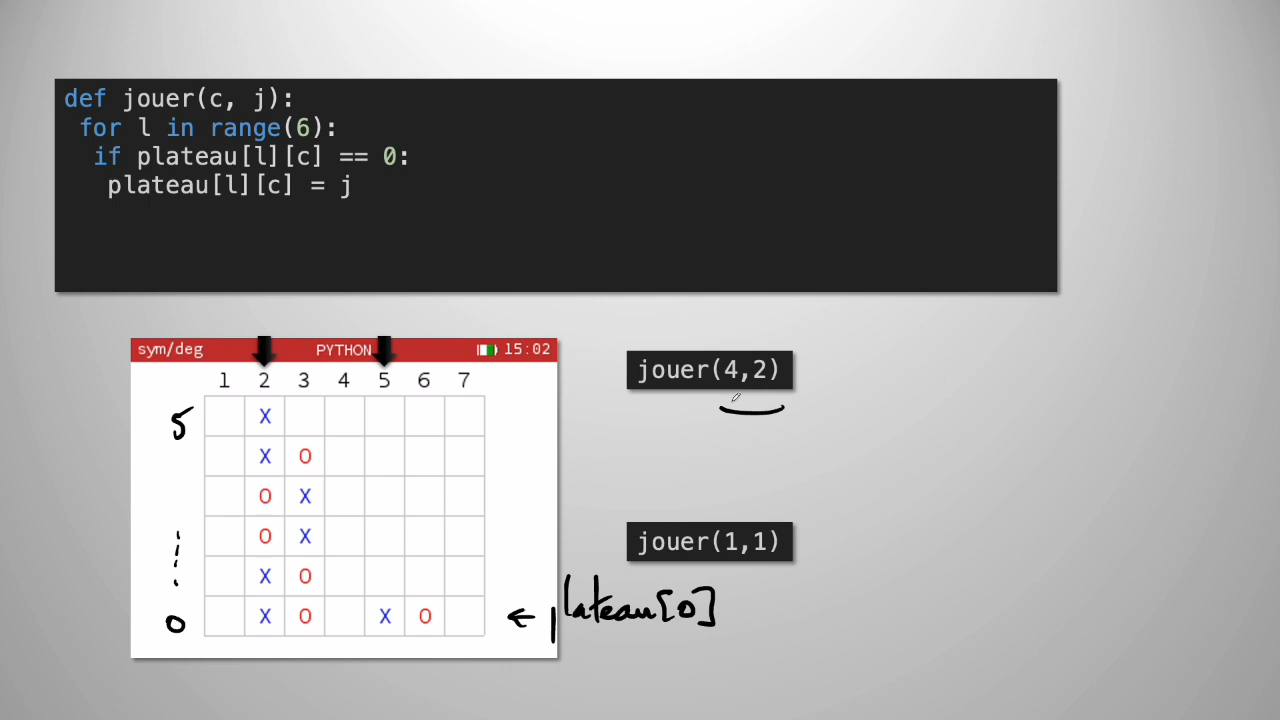 def jouer(c, j):
for l in range(6):
if plateau[l][c] == 0:
plateau[l][c] = j
sym/deg PYTHON 15:02
1 2 3 4 5 6 7
5 X
X O
O X
O X
X O
0 X O X O ← plateau[0]
jouer(4,2)
jouer(1,1)